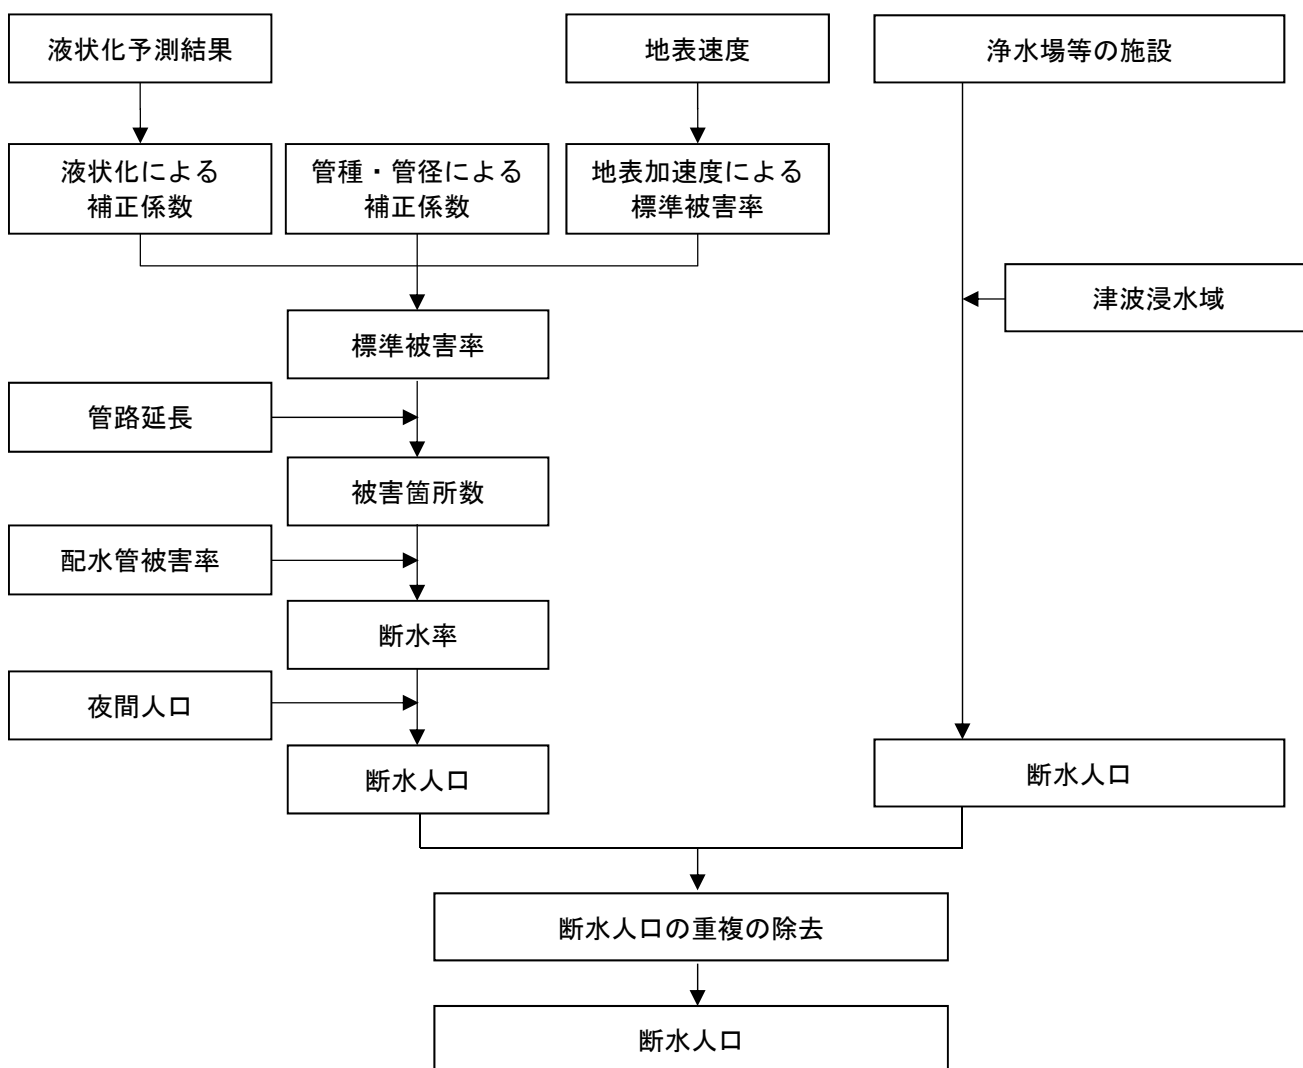 液状化予測結果
地表速度
浄水場等の施設
液状化による
補正係数
管種・管径による
補正係数
地表加速度による
標準被害率
津波浸水域
標準被害率
管路延長
被害箇所数
配水管被害率
断水率
夜間人口
断水人口
断水人口
断水人口の重複の除去
断水人口